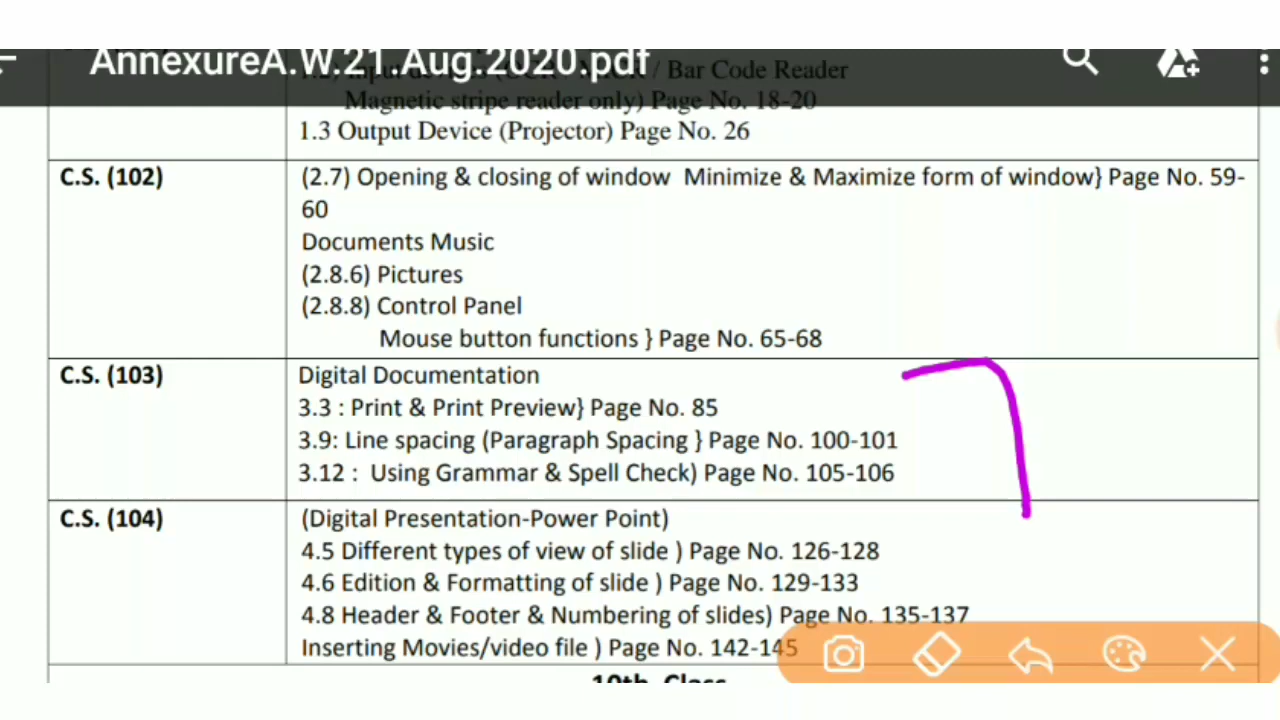 AnnexureA.W.21.Aug.2020.pdf
/ Bar Code Reader
Magnetic stripe reader only) Page No. 18-20
1.3 Output Device (Projector) Page No. 26
C.S. (102)
(2.7) Opening & closing of window Minimize & Maximize form of window} Page No. 59-
60
Documents Music
(2.8.6) Pictures
(2.8.8) Control Panel
Mouse button functions } Page No. 65-68
C.S. (103)
Digital Documentation
3.3 : Print & Print Preview} Page No. 85
3.9: Line spacing (Paragraph Spacing } Page No. 100-101
3.12 : Using Grammar & Spell Check) Page No. 105-106
C.S. (104)
(Digital Presentation-Power Point)
4.5 Different types of view of slide ) Page No. 126-128
4.6 Edition & Formatting of slide ) Page No. 129-133
4.8 Header & Footer & Numbering of slides) Page No. 135-137
Inserting Movies/video file ) Page No. 142-145
10th Class